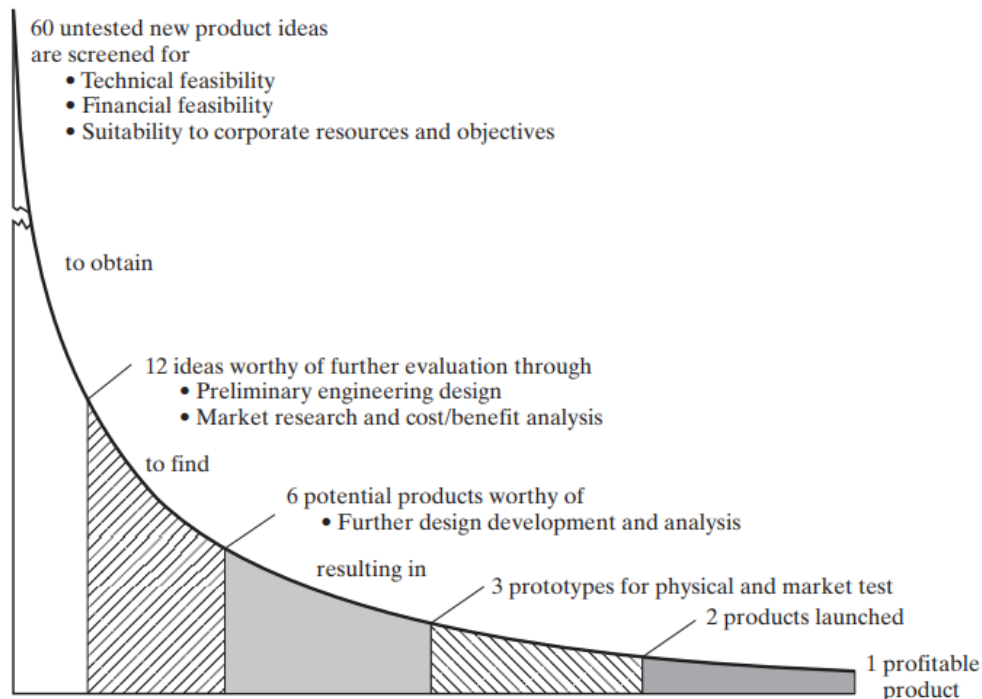 60 untested new product ideas
are screened for
• Technical feasibility
• Financial feasibility
• Suitability to corporate resources and objectives
to obtain
12 ideas worthy of further evaluation through
• Preliminary engineering design
• Market research and cost/benefit analysis
to find
6 potential products worthy of
• Further design development and analysis
resulting in
3 prototypes for physical and market test
2 products launched
1 profitable
product